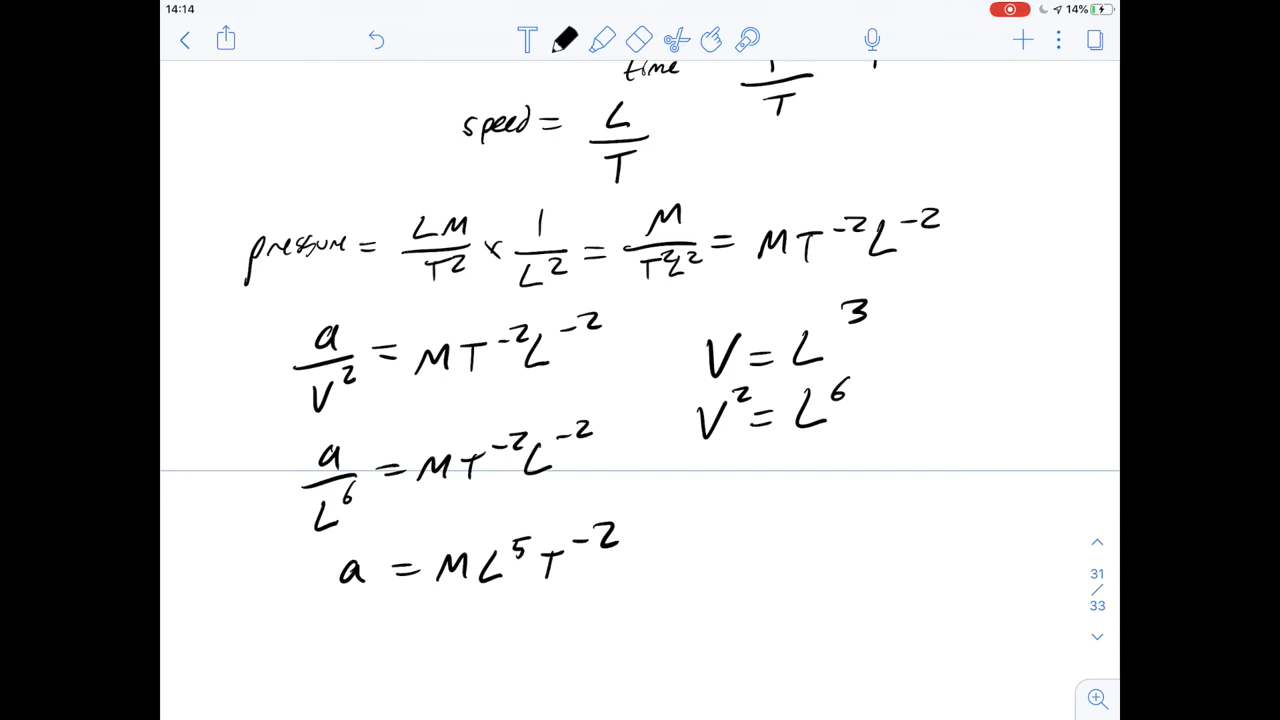 14:14 14%
T
time
T
speed = L/T
pressure = LM/T² × 1/L² = M/T²L² = MT⁻²L⁻²
a/V² = MT⁻²L⁻²
V = L³
V² = L⁶
a/L⁶ = MT⁻²L⁻²
a = ML⁵T⁻²
31
/
33